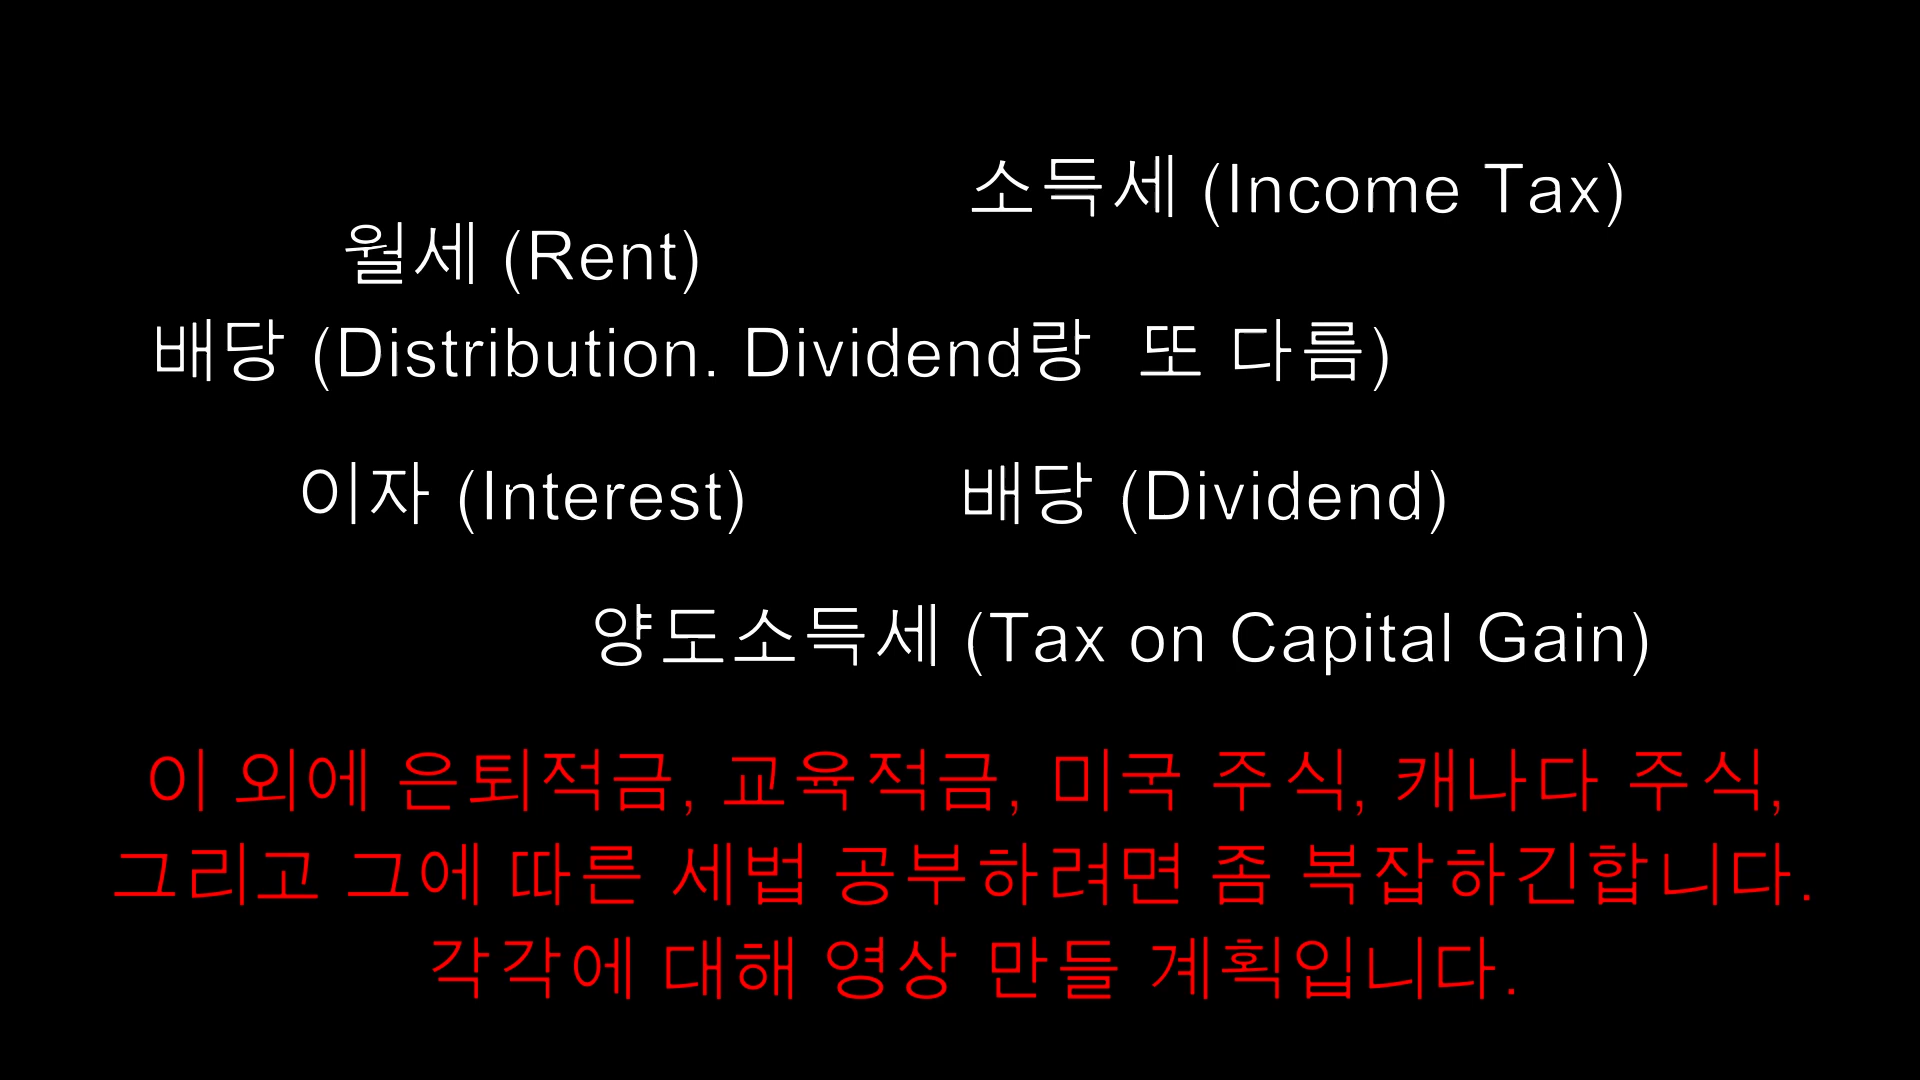 소득세 (Income Tax)
월세 (Rent)
배당 (Distribution. Dividend랑 또 다름)
이자 (Interest)
배당 (Dividend)
양도소득세 (Tax on Capital Gain)
이 외에 은퇴적금, 교육적금, 미국 주식, 캐나다 주식,
그리고 그에 따른 세법 공부하려면 좀 복잡하긴합니다.
각각에 대해 영상 만들 계획입니다.